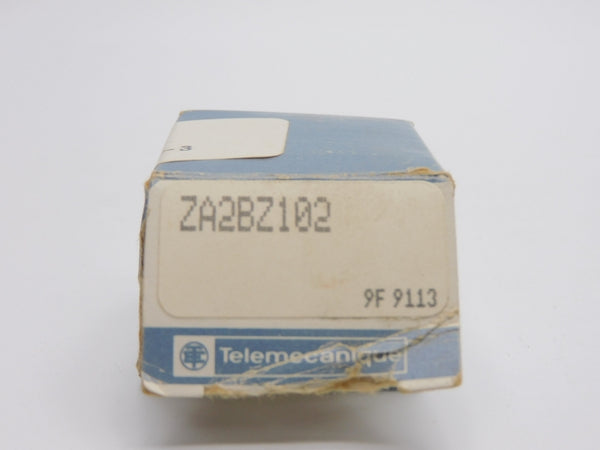 - 3
ZA2BZ102
9F 9113
Telemecanique